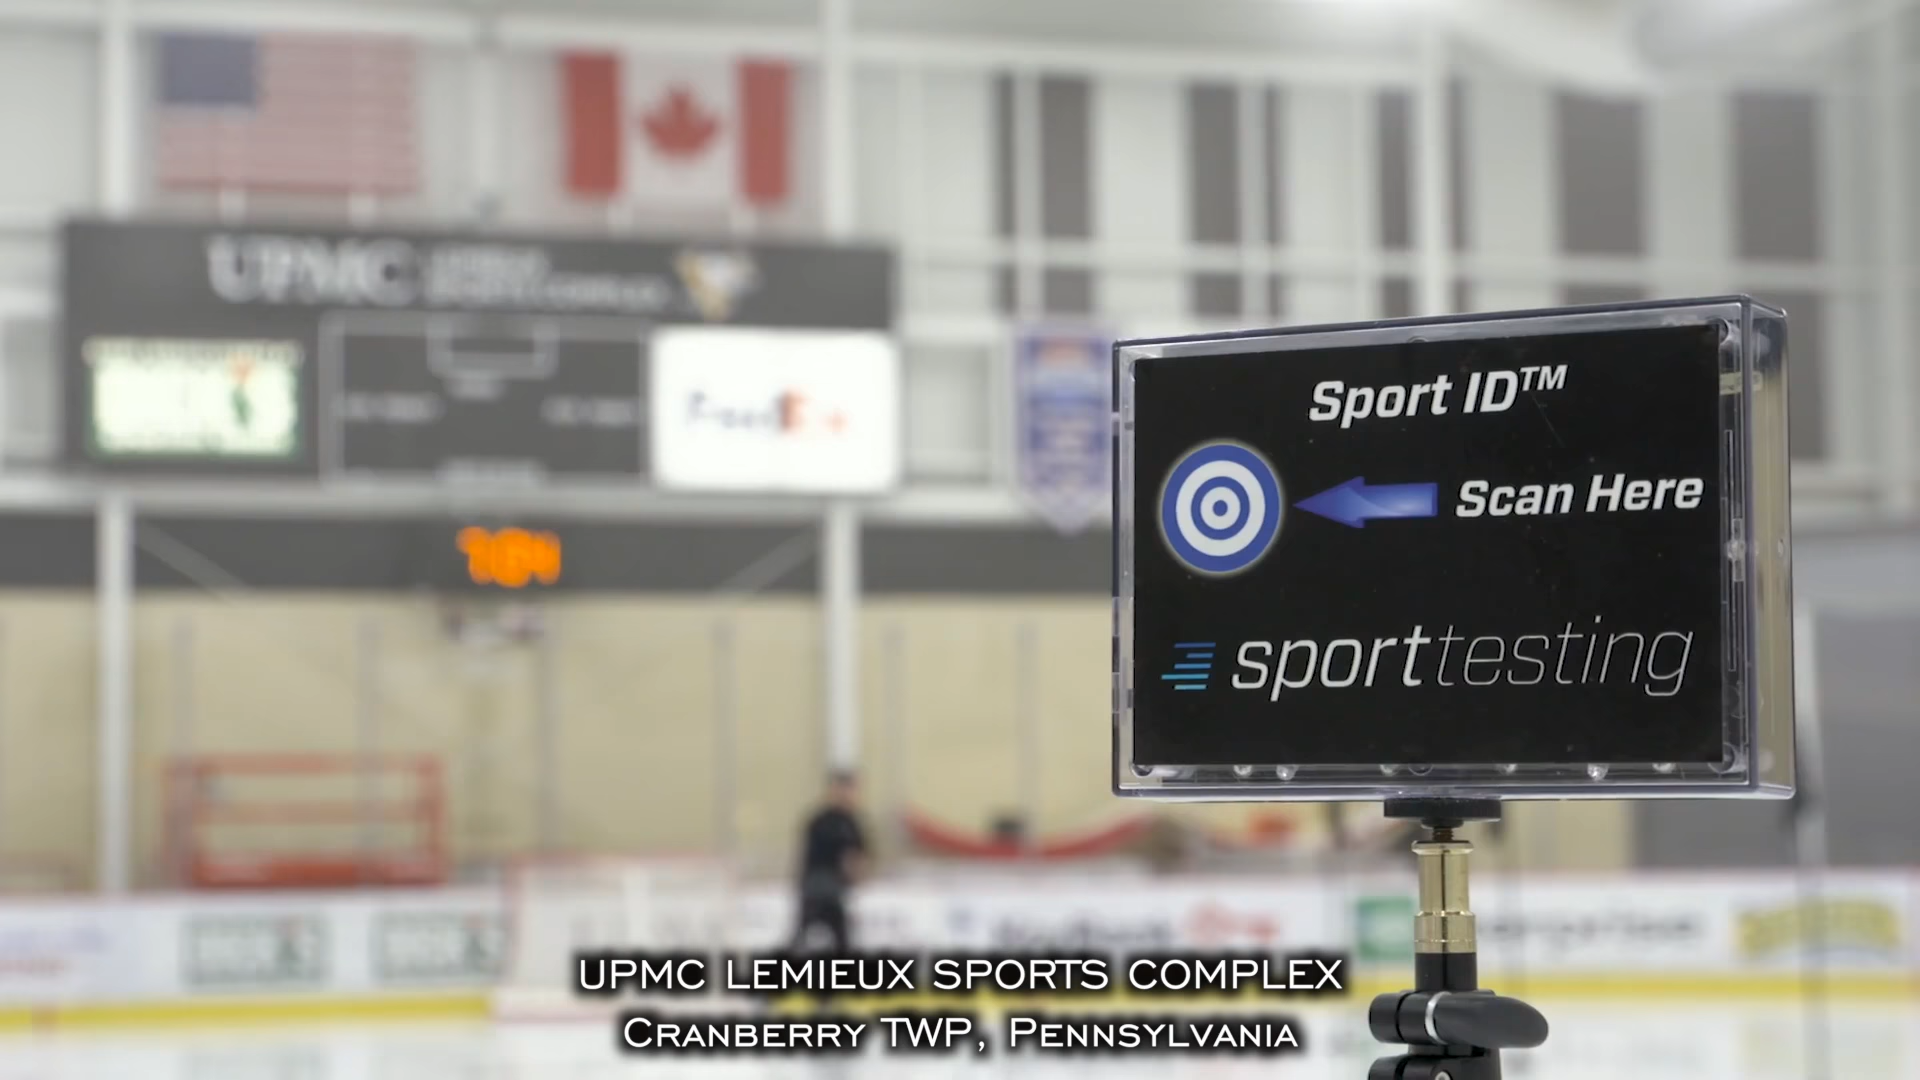 UPMC
Sport ID™
Scan Here
sporttesting
UPMC LEMIEUX SPORTS COMPLEX
CRANBERRY TWP, PENNSYLVANIA